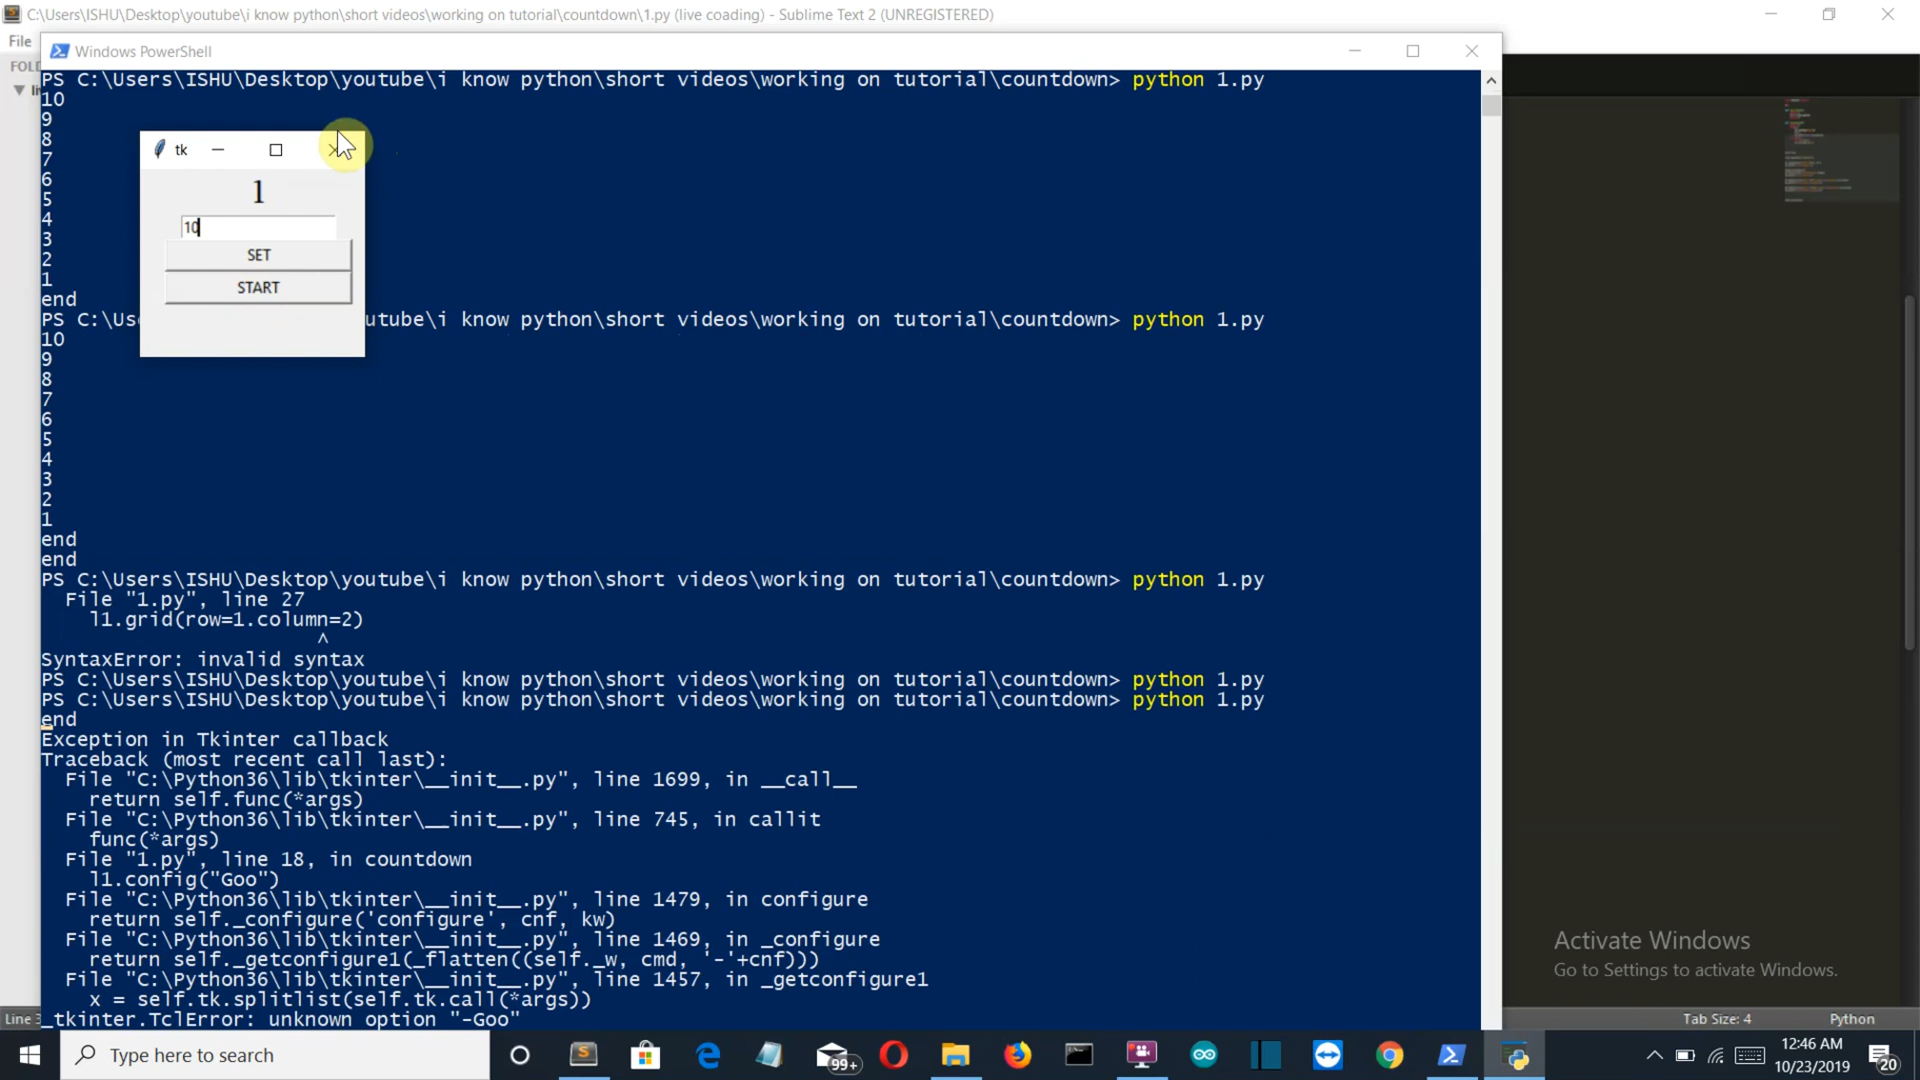 C:\Users\ISHU\Desktop\youtube\i know python\short videos\working on tutorial\countdown\1.py (live coading) - Sublime Text 2 (UNREGISTERED)
File
Windows PowerShell
FOLD
li
PS C:\Users\ISHU\Desktop\youtube\i know python\short videos\working on tutorial\countdown> python 1.py
10
9
8
7
6
5
4
3
2
1
end
tk
1
10
SET
START
PS C:\Us utube\i know python\short videos\working on tutorial\countdown> python 1.py
10
9
8
7
6
5
4
3
2
1
end
end
PS C:\Users\ISHU\Desktop\youtube\i know python\short videos\working on tutorial\countdown> python 1.py
File "1.py", line 27
l1.grid(row=1.column=2)
^
SyntaxError: invalid syntax
PS C:\Users\ISHU\Desktop\youtube\i know python\short videos\working on tutorial\countdown> python 1.py
PS C:\Users\ISHU\Desktop\youtube\i know python\short videos\working on tutorial\countdown> python 1.py
end
Exception in Tkinter callback
Traceback (most recent call last):
File "C:\Python36\lib\tkinter\__init__.py", line 1699, in __call__
return self.func(*args)
File "C:\Python36\lib\tkinter\__init__.py", line 745, in callit
func(*args)
File "1.py", line 18, in countdown
l1.config("Goo")
File "C:\Python36\lib\tkinter\__init__.py", line 1479, in configure
return self._configure('configure', cnf, kw)
File "C:\Python36\lib\tkinter\__init__.py", line 1469, in _configure
return self._getconfigure1(_flatten((self._w, cmd, '-'+cnf)))
File "C:\Python36\lib\tkinter\__init__.py", line 1457, in _getconfigure1
x = self.tk.splitlist(self.tk.call(*args))
_tkinter.TclError: unknown option "-Goo"
Activate Windows
Go to Settings to activate Windows.
Line 3
Tab Size: 4
Python
Type here to search
99+
12:46 AM
10/23/2019
20